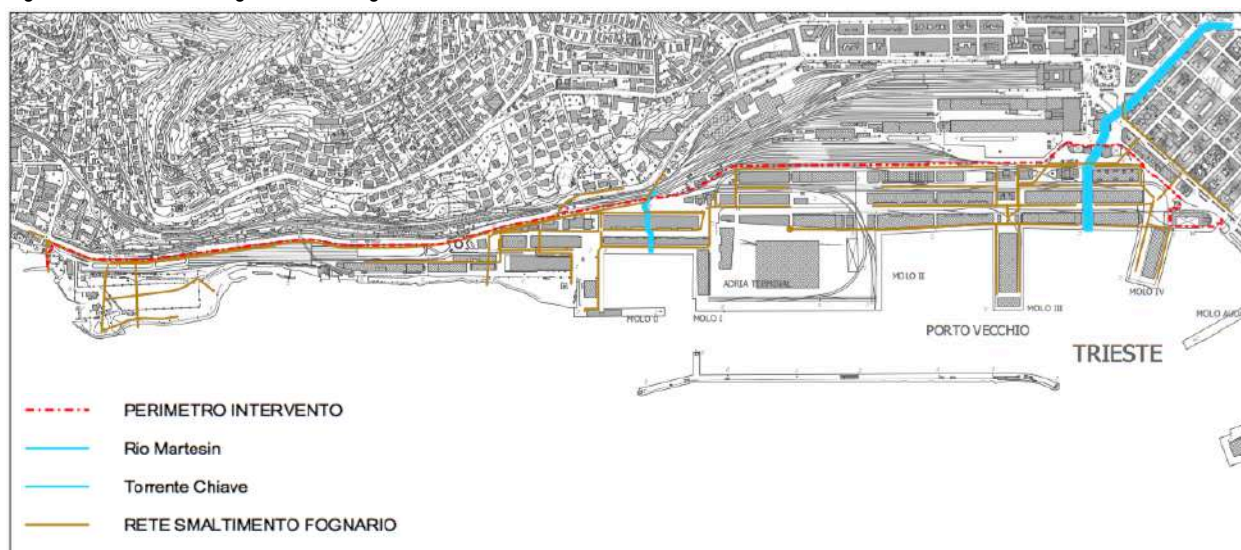 MOLO II
ADRIA TERMINAL
MOLO IV
MOLO 0
MOLO I
MOLO III
PORTO VECCHIO
TRIESTE
PERIMETRO INTERVENTO
Rio Martesin
Torrente Chiave
RETE SMALTIMENTO FOGNARIO